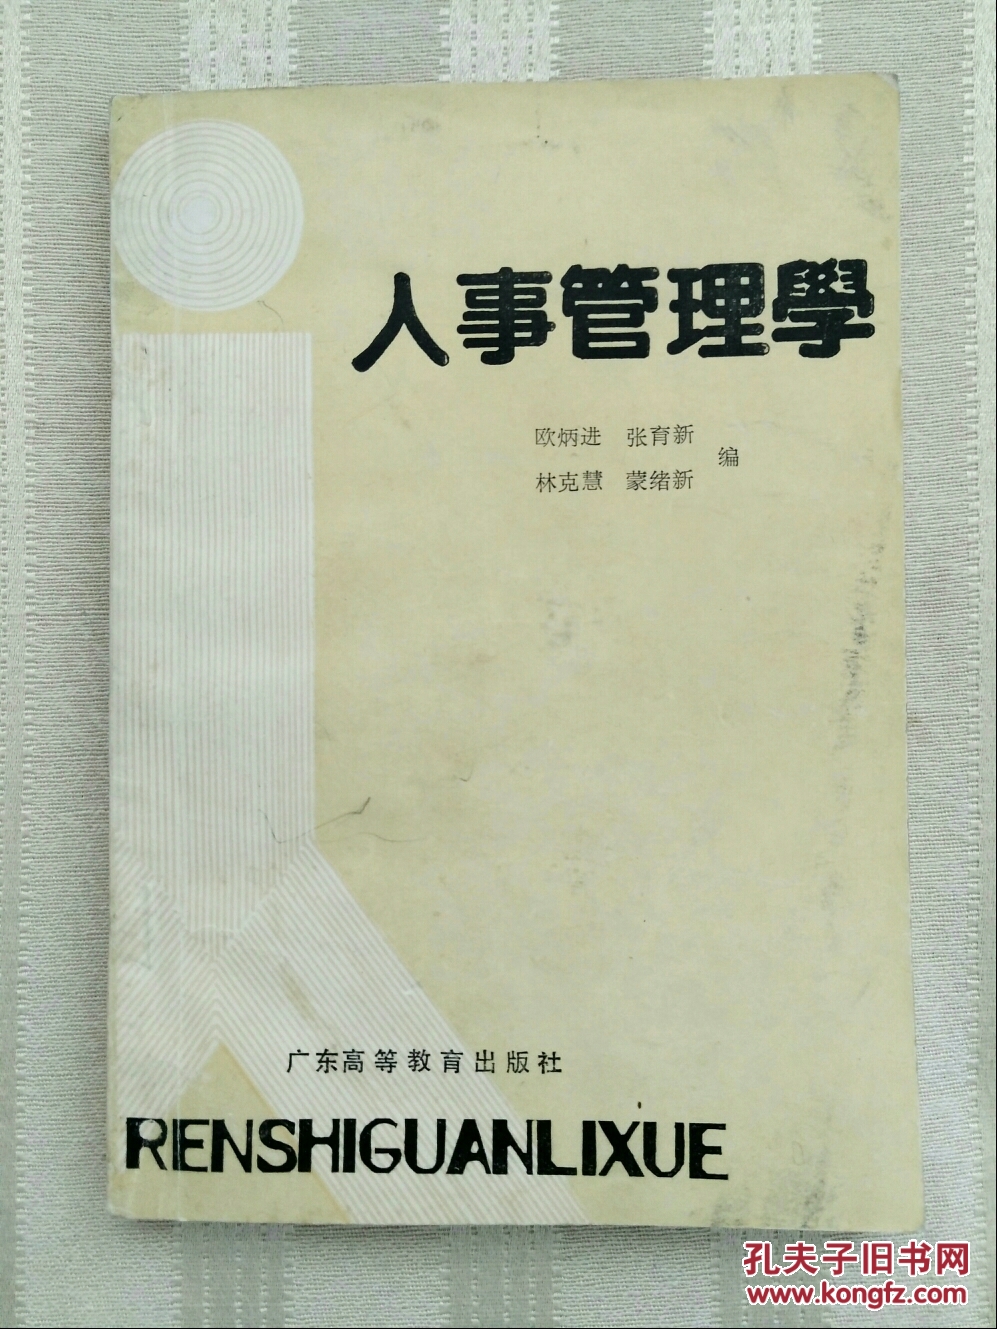 人事管理學
欧炳进 张育新
林克慧 蒙绪新
编
广东高等教育出版社
RENSHIGUANLIXUE
孔夫子旧书网
www.kongfz.com